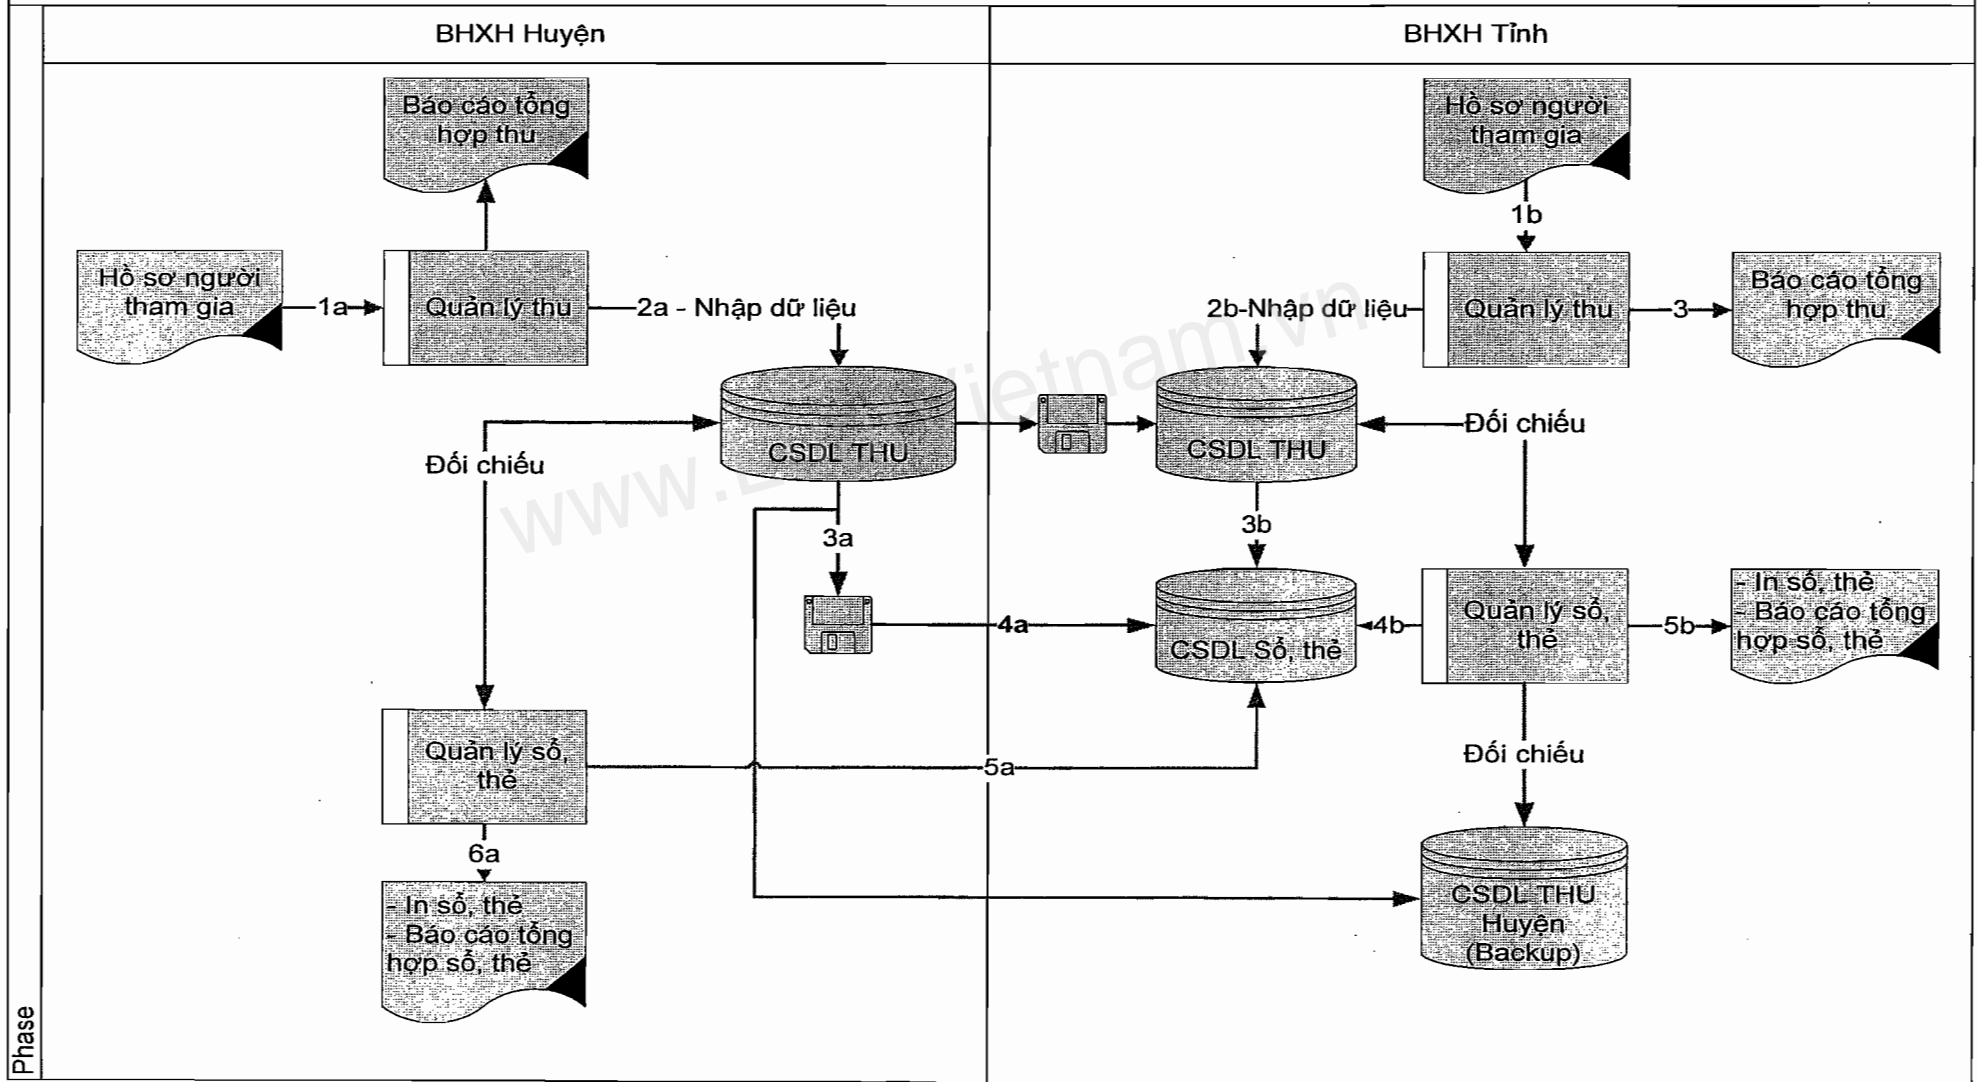 BHXH Huyện
BHXH Tỉnh
Báo cáo tổng
hợp thu
Hồ sơ người
tham gia
1b
Hồ sơ người
tham gia
1a
Quản lý thu
2a - Nhập dữ liệu
2b-Nhập dữ liệu
Quản lý thu
3
Báo cáo tổng
hợp thu
Đối chiếu
CSDL THU
CSDL THU
Đối chiếu
3a
3b
4a
CSDL Sổ, thẻ
4b
Quản lý sổ,
thẻ
5b
- In sổ, thẻ
- Báo cáo tổng
hợp sổ, thẻ
Quản lý sổ,
thẻ
5a
Đối chiếu
6a
- In sổ, thẻ
- Báo cáo tổng
hợp sổ, thẻ
CSDL THU
Huyện
(Backup)
Phase